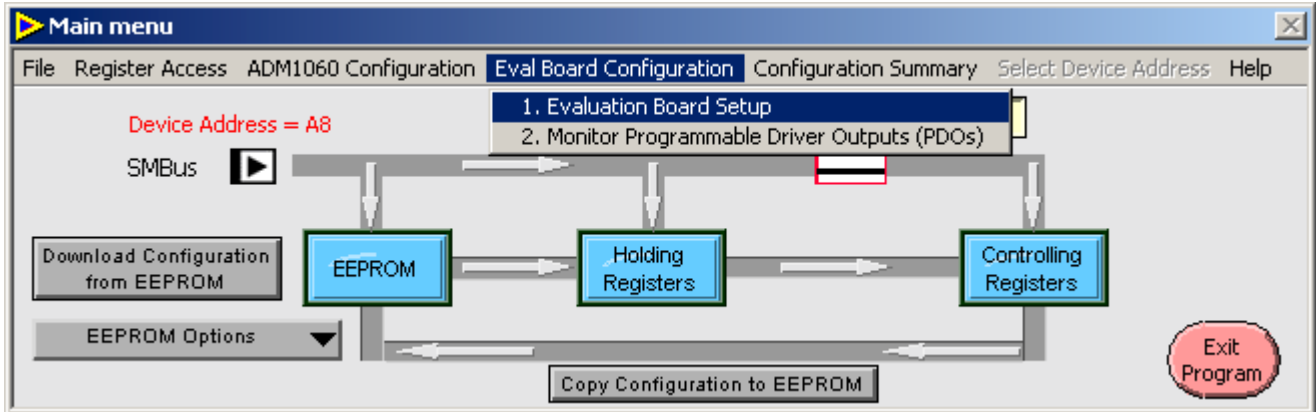 Main menu
File Register Access ADM1060 Configuration Eval Board Configuration Configuration Summary Select Device Address Help
1. Evaluation Board Setup
2. Monitor Programmable Driver Outputs (PDOs)
Device Address = A8
SMBus
Download Configuration
from EEPROM
EEPROM
Holding
Registers
Controlling
Registers
EEPROM Options
Copy Configuration to EEPROM
Exit
Program